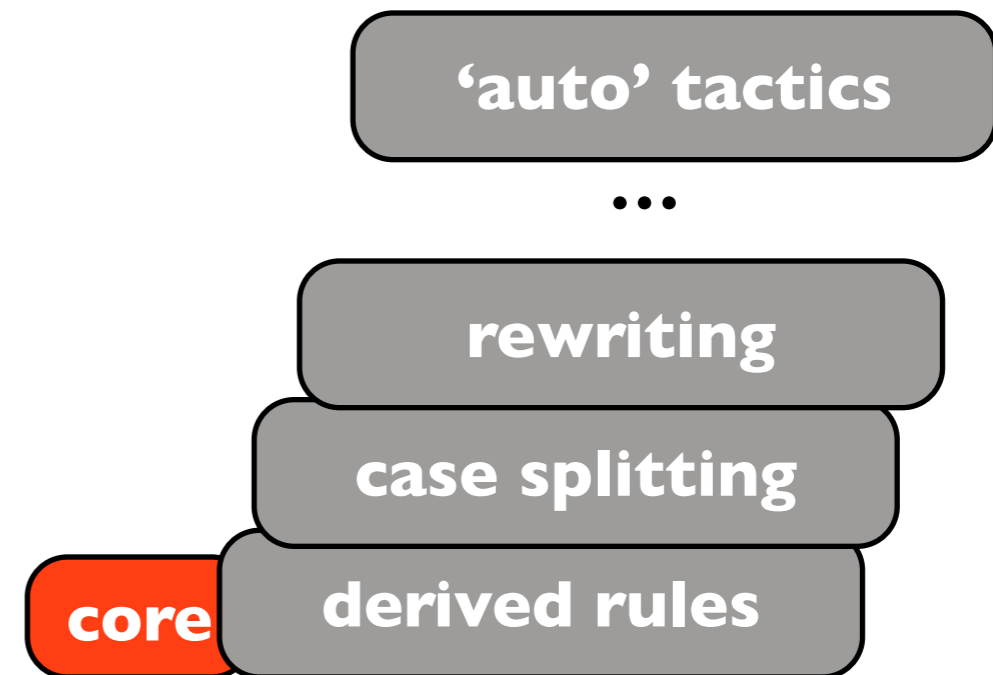 ‘auto’ tactics
...
rewriting
case splitting
core
derived rules